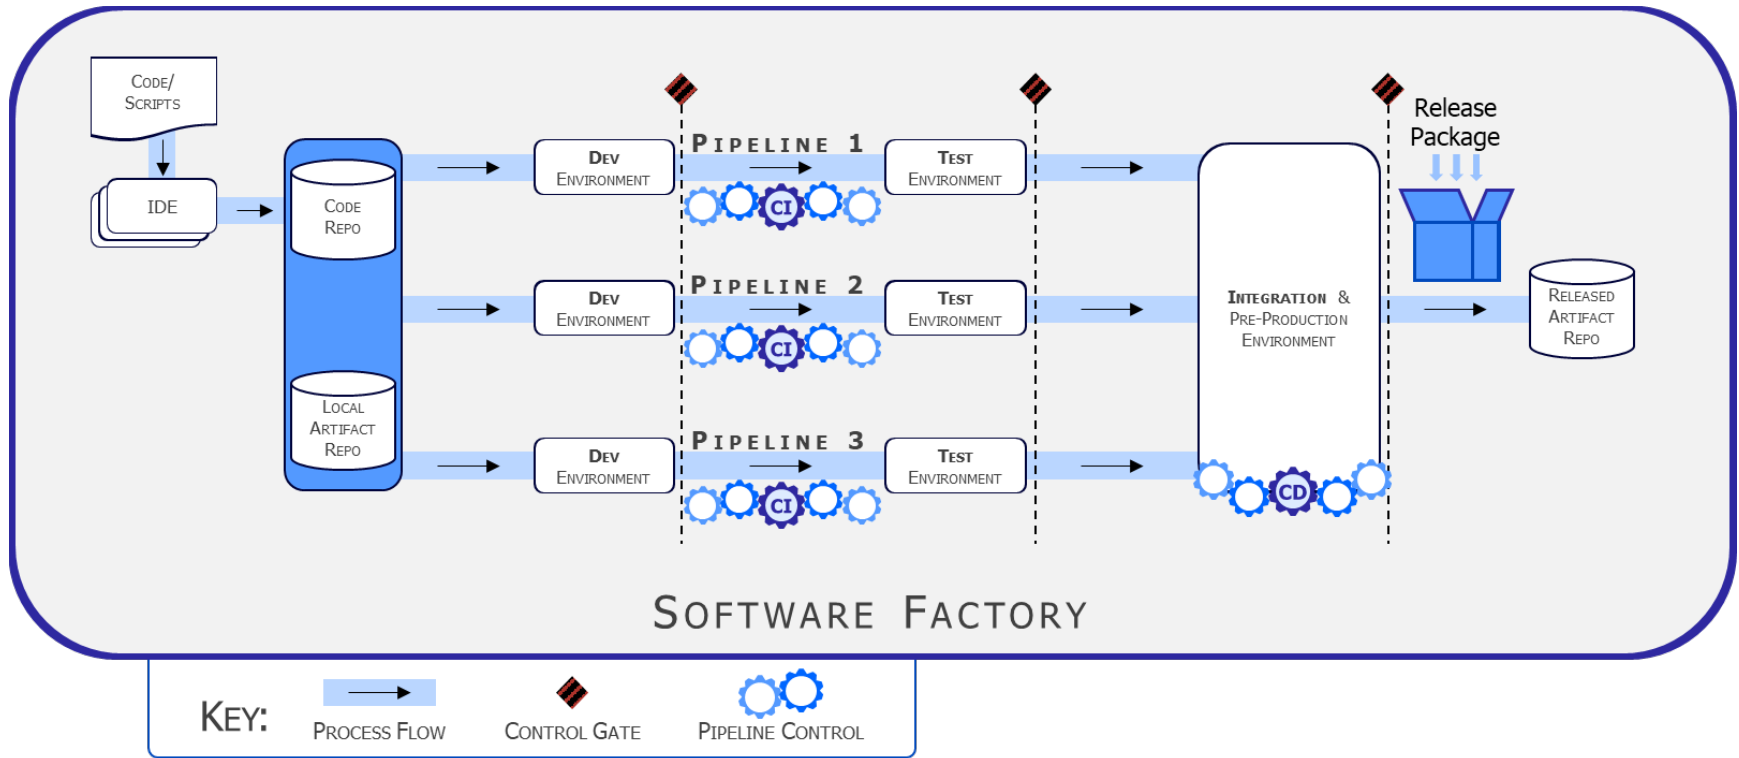 Code/
Scripts
IDE
Code
Repo
Local
Artifact
Repo
Dev
Environment
Pipeline 1
CI
Test
Environment
Dev
Environment
Pipeline 2
CI
Test
Environment
Dev
Environment
Pipeline 3
CI
Test
Environment
Integration &
Pre-Production
Environment
CD
Release
Package
Released
Artifact
Repo
Software Factory
Key:
Process Flow
Control Gate
Pipeline Control